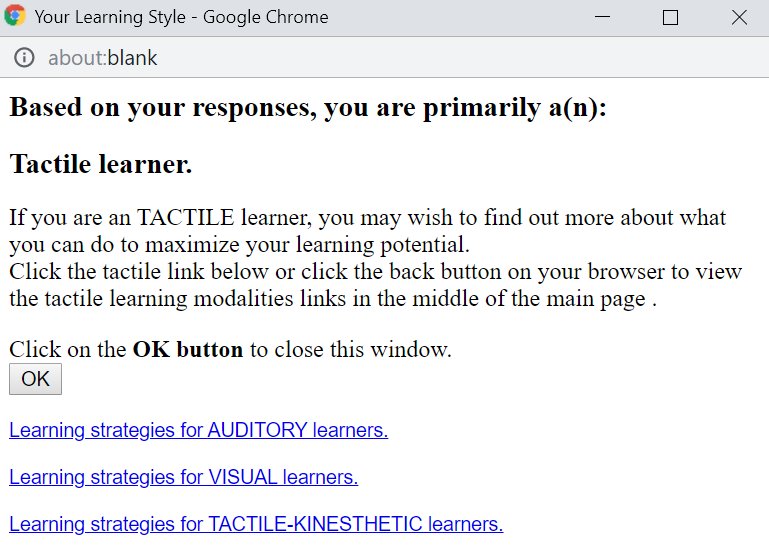 Your Learning Style - Google Chrome
about:blank
Based on your responses, you are primarily a(n):
Tactile learner.
If you are an TACTILE learner, you may wish to find out more about what
you can do to maximize your learning potential.
Click the tactile link below or click the back button on your browser to view
the tactile learning modalities links in the middle of the main page .
Click on the OK button to close this window.
OK
Learning strategies for AUDITORY learners.
Learning strategies for VISUAL learners.
Learning strategies for TACTILE-KINESTHETIC learners.